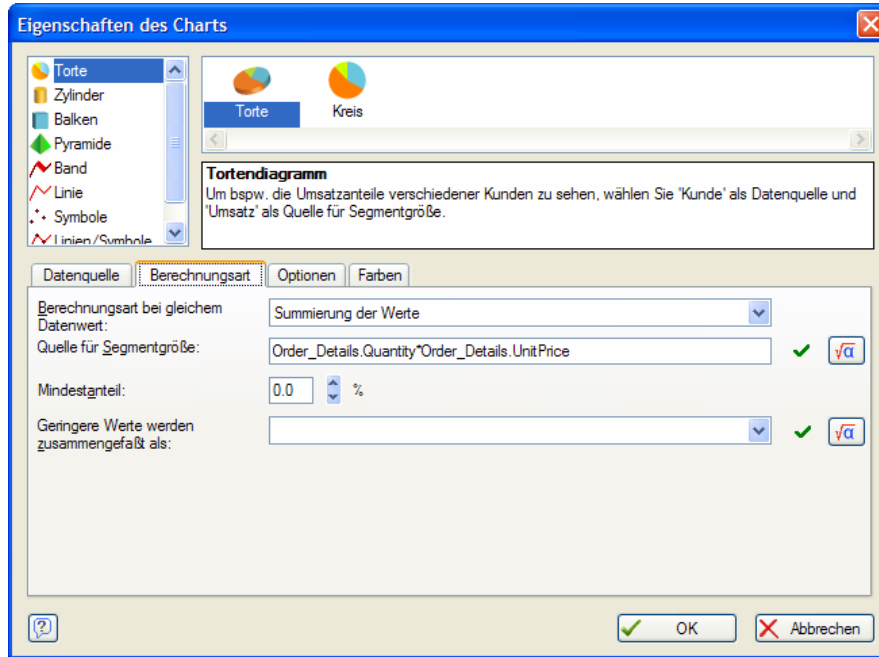 Eigenschaften des Charts
Torte
Zylinder
Balken
Pyramide
Band
Linie
Symbole
Linien/Symbole
Torte
Kreis
Tortendiagramm
Um bspw. die Umsatzanteile verschiedener Kunden zu sehen, wählen Sie 'Kunde' als Datenquelle und
'Umsatz' als Quelle für Segmentgröße.
Datenquelle
Berechnungsart
Optionen
Farben
Berechnungsart bei gleichem
Datenwert:
Summierung der Werte
Quelle für Segmentgröße:
Order_Details.Quantity*Order_Details.UnitPrice
√α
Mindestanteil:
0.0
%
Geringere Werte werden
zusammengefaßt als:
√α
?
OK
Abbrechen